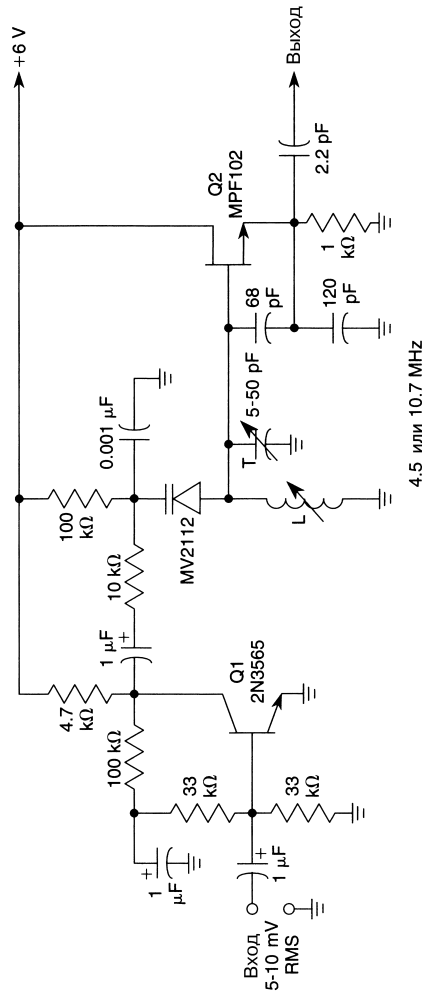 +6 V
4.7
kΩ
100
kΩ
0.001 μF
1 μF
+
10 kΩ
100 kΩ
MV2112
Q2
MPF102
Выход
2.2 pF
68
pF
5-50 pF
T
120
pF
1
kΩ
L
Q1
2N3565
33
kΩ
33
kΩ
+
1
μF
+
1 μF
Вход
5-10 mV
RMS
4.5 или 10.7 MHz